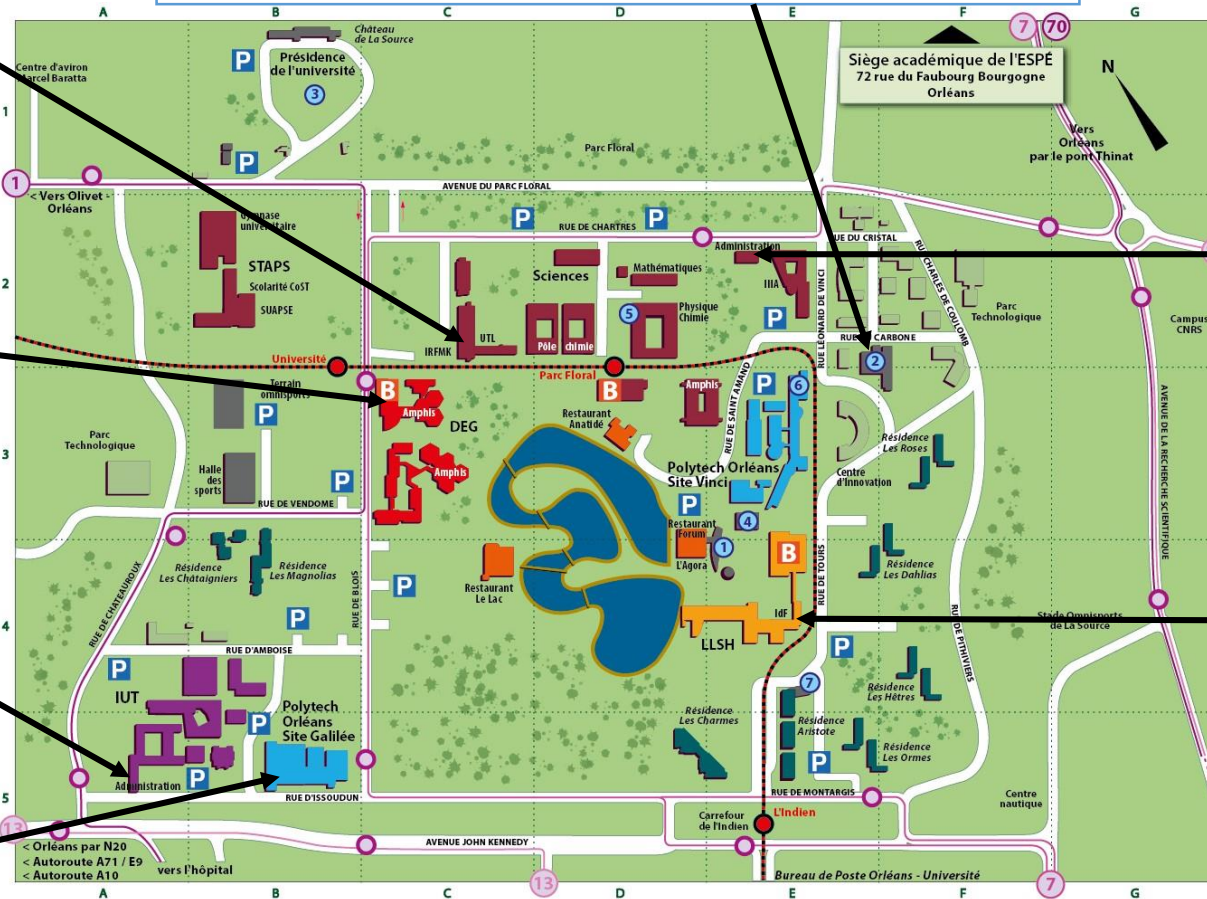 A
B
C
D
E
F
G
Château
de La Source
7
70
P
Présidence
de l'université
3
Siège académique de l'ESPÉ
72 rue du Faubourg Bourgogne
Orléans
N
Centre d'aviron
Marcel Baratta
1
Vers
Orléans
par le pont Thinat
Parc Floral
P
1
< Vers Olivet -
Orléans
AVENUE DU PARC FLORAL
gymnase
universitaire
P
P
RUE DE CHARTRES
RUE DU CRISTAL
Administration
STAPS
Scolarité CoST
SUAPSE
2
Sciences
Mathématiques
IIIA
RUE LÉONARD DE VINCI
RUE CHARLES DE COULOMB
Parc
Technologique
Campus
CNRS
5
Physique
Chimie
P
UTL
IRFMK
Pôle
chimie
RUE DU CARBONE
2
Université
Parc Floral
Terrain
omnisports
B
Amphis
B
Amphis
P
6
RUE DE SAINT AMAND
P
DEG
Restaurant
Anatidé
Parc
Technologique
3
Amphis
Résidence
Les Roses
AVENUE DE LA RECHERCHE SCIENTIFIQUE
Halle
des
sports
P
Polytech Orléans
Site Vinci
Centre
d'Innovation
RUE DE VENDOME
P
4
Restaurant
Forum
1
L'Agora
B
RUE DE TOURS
Résidence
Les Châtaigniers
Résidence
Les Magnolias
Restaurant
Le Lac
Résidence
Les Dahlias
P
RUE DE CHATEAUROUX
RUE DE BLOIS
P
4
IdF
LLSH
Stade Omnisports
de La Source
RUE DE PITHIVIERS
RUE D'AMBOISE
P
P
IUT
7
Résidence
Les Hêtres
P
Polytech
Orléans
Site Galilée
Résidence
Les Charmes
Résidence
Aristote
Résidence
Les Ormes
P
P
Administration
5
RUE D'ISSOUDUN
RUE DE MONTARGIS
Centre
nautique
Carrefour
de l'Indien
L'Indien
13
< Orléans par N20
< Autoroute A71 / E9
< Autoroute A10
vers l'hôpital
AVENUE JOHN KENNEDY
Bureau de Poste Orléans - Université
13
7
A
B
C
D
E
F
G